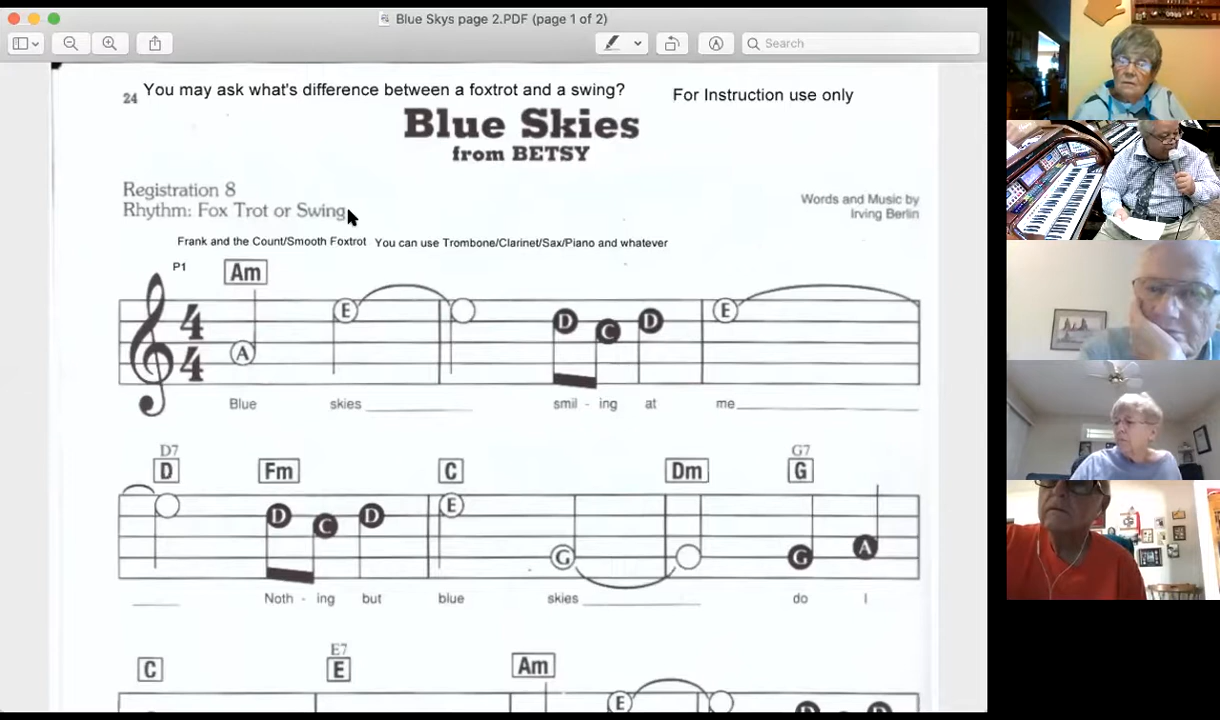 Blue Skys page 2.PDF (page 1 of 2)
Search
24 You may ask what's difference between a foxtrot and a swing?
For Instruction use only
Blue Skies
from BETSY
Registration 8
Rhythm: Fox Trot or Swing
Words and Music by
Irving Berlin
Frank and the Count/Smooth Foxtrot You can use Trombone/Clarinet/Sax/Piano and whatever
P1
Am
4 4
A E D C D E
Blue skies smil - ing at me
D7 G7
D Fm C Dm G
D C D E G G A
Noth - ing but blue skies do I
E7
C E Am
E D D